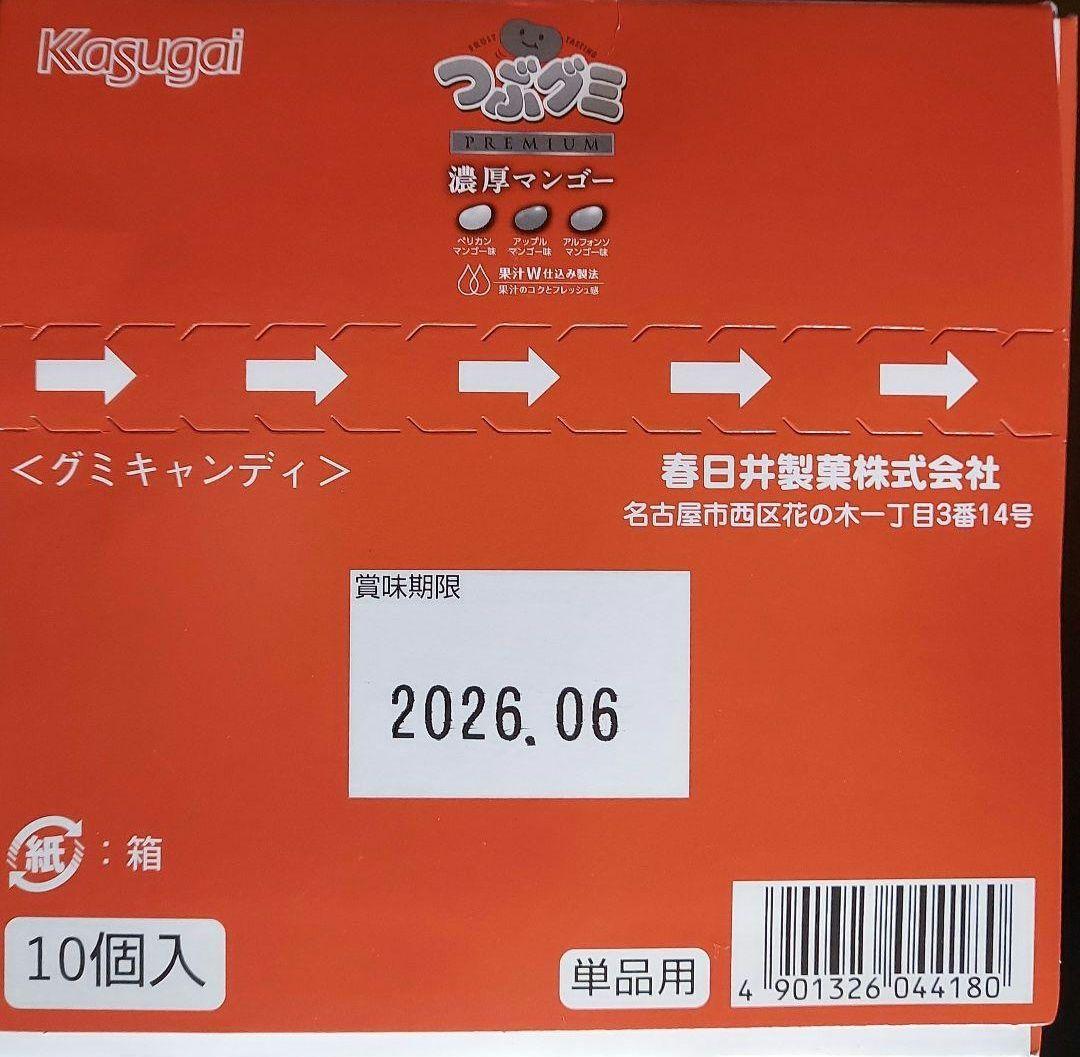 Kasugai
FRUIT TASTING
つぶグミ
PREMIUM
濃厚マンゴー
ペリカン
マンゴー味
アップル
マンゴー味
アルフォンソ
マンゴー味
果汁W仕込み製法
果汁のコクとフレッシュ感
<グミキャンディ>
春日井製菓株式会社
名古屋市西区花の木一丁目3番14号
賞味期限
2026.06
紙:箱
10個入
単品用
4 901326 044180